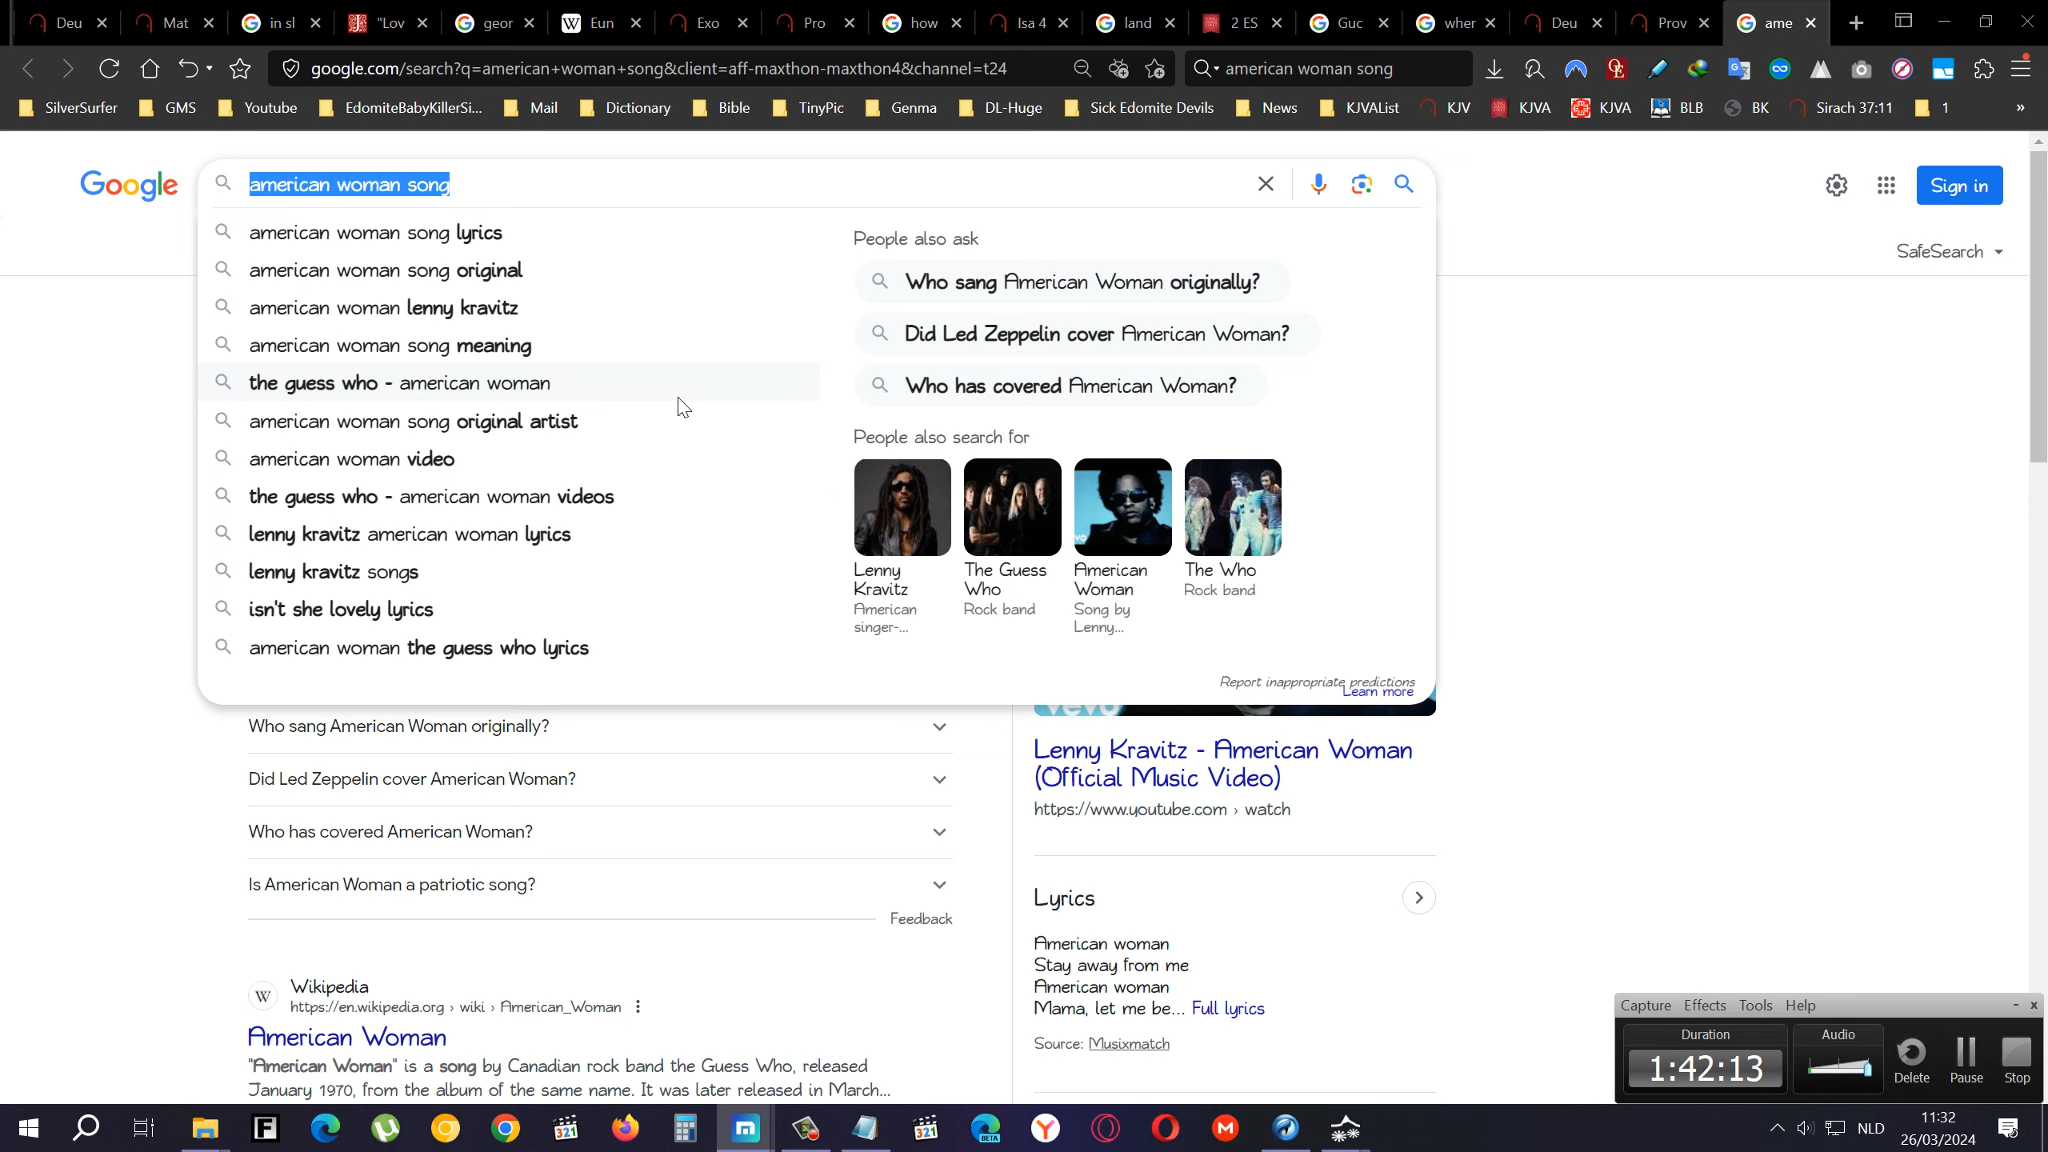 Deu
Mat
in sl
"Lov
geor
Eun
Exo
Pro
how
Isa 4
land
2 ES
Guc
wher
Deu
Prov
ame
google.com/search?q=american+woman+song&client=aff-maxthon-maxthon4&channel=t24
american woman song
SilverSurfer
GMS
Youtube
EdomiteBabyKillerSi...
Mail
Dictionary
Bible
TinyPic
Genma
DL-Huge
Sick Edomite Devils
News
KJVAList
KJV
KJVA
KJVA
BLB
BK
Sirach 37:11
1
»
Google
american woman song
Sign in
SafeSearch
american woman song lyrics
american woman song original
american woman lenny kravitz
american woman song meaning
the guess who - american woman
american woman song original artist
american woman video
the guess who - american woman videos
lenny kravitz american woman lyrics
lenny kravitz songs
isn't she lovely lyrics
american woman the guess who lyrics
People also ask
Who sang American Woman originally?
Did Led Zeppelin cover American Woman?
Who has covered American Woman?
People also search for
Lenny
Kravitz
American
singer-...
The Guess
Who
Rock band
American
Woman
Song by
Lenny...
The Who
Rock band
Report inappropriate predictions
Learn more
Who sang American Woman originally?
Did Led Zeppelin cover American Woman?
Who has covered American Woman?
Is American Woman a patriotic song?
Feedback
Wikipedia
https://en.wikipedia.org › wiki › American_Woman
American Woman
"American Woman" is a song by Canadian rock band the Guess Who, released
January 1970, from the album of the same name. It was later released in March...
vevo
Lenny Kravitz - American Woman
(Official Music Video)
https://www.youtube.com › watch
Lyrics
American woman
Stay away from me
American woman
Mama, let me be... Full lyrics
Source: Musixmatch
Capture Effects Tools Help
Duration
1:42:13
Audio
Delete
Pause
Stop
NLD
11:32
26/03/2024